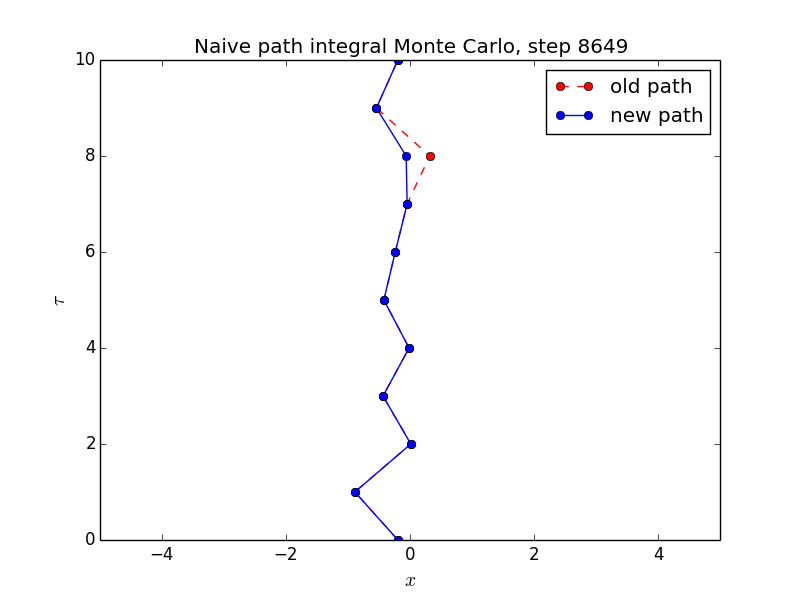 Naive path integral Monte Carlo, step 8649
old path
new path
10
8
6
4
2
0
τ
−4
−2
0
2
4
x